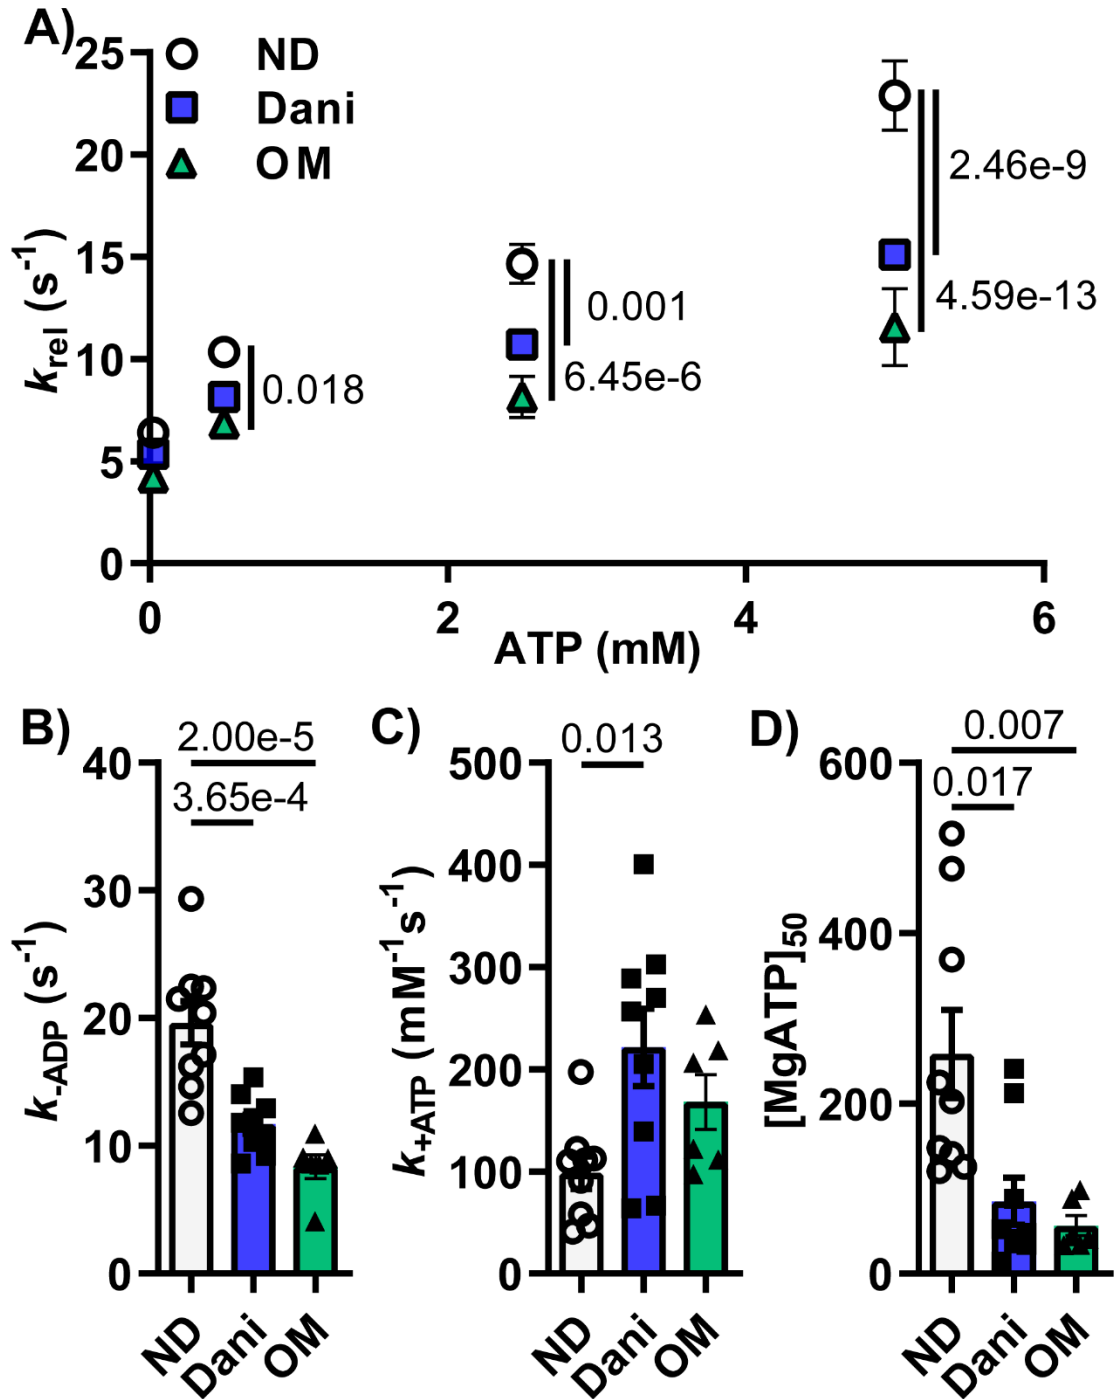 A)
ND
Dani
OM
25
20
15
10
5
0
k_rel (s⁻¹)
0.018
0.001
6.45e-6
2.46e-9
4.59e-13
0 2 4 6
ATP (mM)
B)
2.00e-5
3.65e-4
40
30
20
10
0
k_-ADP (s⁻¹)
ND Dani OM
C)
0.013
500
400
300
200
100
0
k_+ATP (mM⁻¹s⁻¹)
ND Dani OM
D)
0.007
0.017
600
400
200
0
[MgATP]₅₀
ND Dani OM